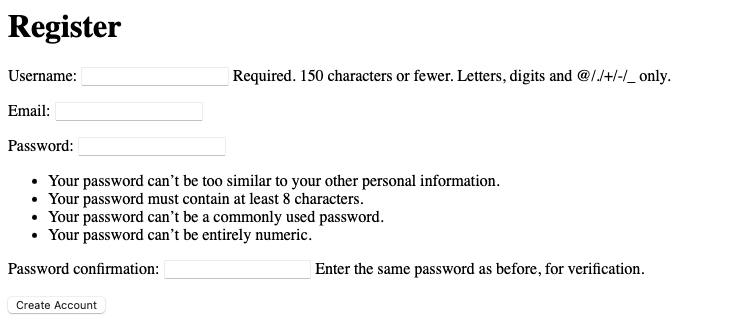 Register
Username: Required. 150 characters or fewer. Letters, digits and @/./+/-/_ only.
Email:
Password:
• Your password can’t be too similar to your other personal information.
• Your password must contain at least 8 characters.
• Your password can’t be a commonly used password.
• Your password can’t be entirely numeric.
Password confirmation: Enter the same password as before, for verification.
Create Account